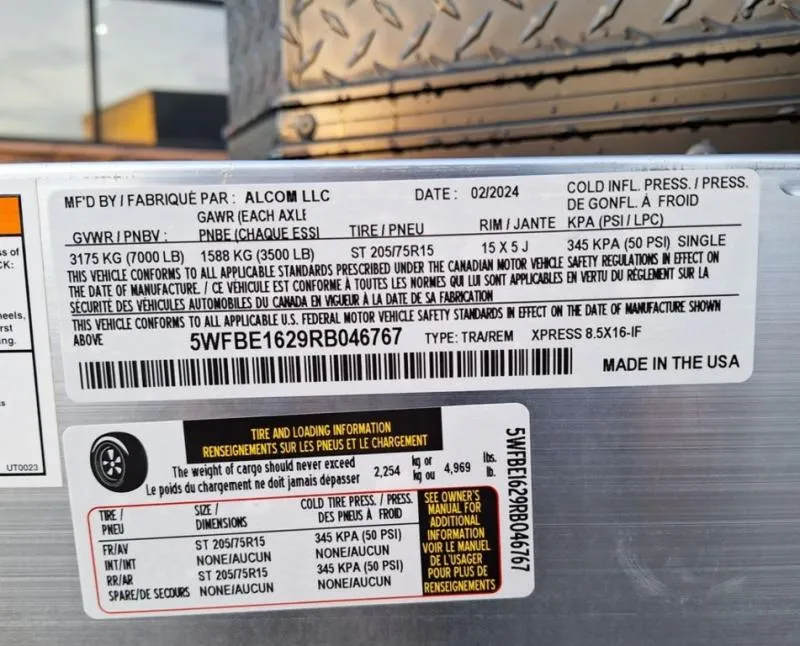 MF'D BY / FABRIQUÉ PAR : ALCOM LLC DATE : 02/2024 COLD INFL. PRESS. / PRESS.
DE GONFL. À FROID
GAWR (EACH AXLE
GVWR / PNBV : PNBE (CHAQUE ESSI TIRE / PNEU RIM / JANTE KPA (PSI / LPC)
3175 KG (7000 LB) 1588 KG (3500 LB) ST 205/75R15 15 X 5 J 345 KPA (50 PSI) SINGLE
THIS VEHICLE CONFORMS TO ALL APPLICABLE STANDARDS PRESCRIBED UNDER THE CANADIAN MOTOR VEHICLE SAFETY REGULATIONS IN EFFECT ON
THE DATE OF MANUFACTURE. / CE VÉHICULE EST CONFORME À TOUTES LES NORMES QUI LUI SONT APPLICABLES EN VERTU DU RÈGLEMENT SUR LA
SÉCURITÉ DES VÉHICULES AUTOMOBILES DU CANADA EN VIGUEUR À LA DATE DE SA FABRICATION
THIS VEHICLE CONFORMS TO ALL APPLICABLE U.S. FEDERAL MOTOR VEHICLE SAFETY STANDARDS IN EFFECT ON THE DATE OF MANUFACTURE SHOWN
ABOVE 5WFBE1629RB046767 TYPE: TRA/REM XPRESS 8.5X16-IF
MADE IN THE USA
ss of
CK:
heels,
rst
ng.
s
UT0023
TIRE AND LOADING INFORMATION
RENSEIGNEMENTS SUR LES PNEUS ET LE CHARGEMENT
The weight of cargo should never exceed 2,254 kg or 4,969 lbs.
Le poids du chargement ne doit jamais dépasser kg ou lb.
TIRE / SIZE / COLD TIRE PRESS. / PRESS.
PNEU DIMENSIONS DES PNEUS À FROID
FR/AV ST 205/75R15 345 KPA (50 PSI)
INT/INT NONE/AUCUN NONE/AUCUN
RR/AR ST 205/75R15 345 KPA (50 PSI)
SPARE/DE SECOURS NONE/AUCUN NONE/AUCUN
SEE OWNER'S
MANUAL FOR
ADDITIONAL
INFORMATION
VOIR LE MANUEL
DE L'USAGER
POUR PLUS DE
RENSEIGNEMENTS
5WFBE1629RB046767